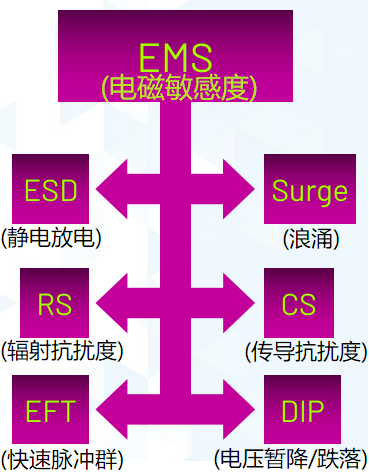 EMS
(电磁敏感度)
ESD
(静电放电)
Surge
(浪涌)
RS
(辐射抗扰度)
CS
(传导抗扰度)
EFT
(快速脉冲群)
DIP
(电压暂降/跌落)